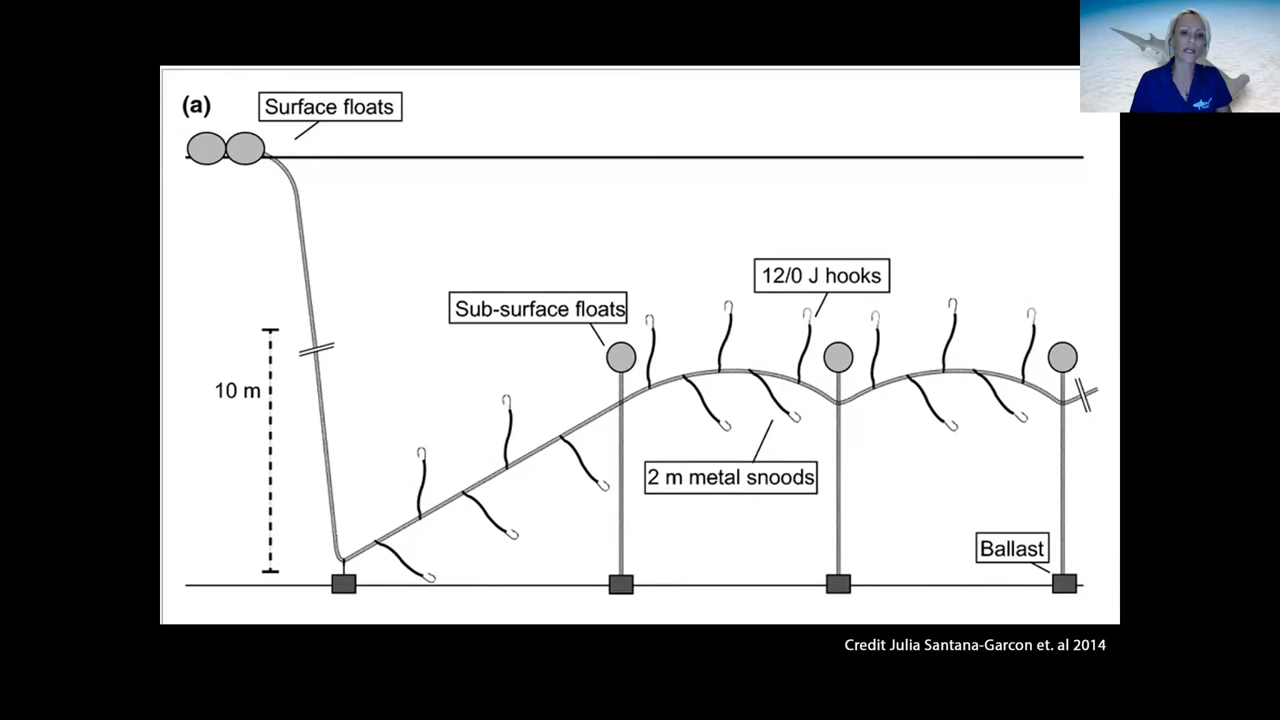 (a)
Surface floats
12/0 J hooks
Sub-surface floats
10 m
2 m metal snoods
Ballast
Credit Julia Santana-Garcon et. al 2014